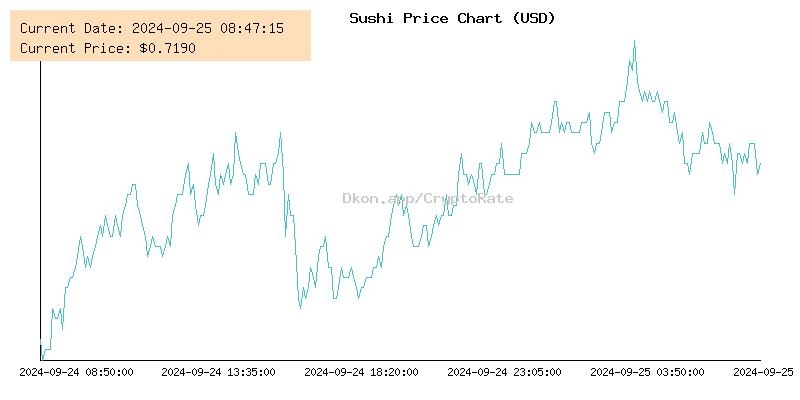 Sushi Price Chart (USD)
Current Date: 2024-09-25 08:47:15
Current Price: $0.7190
Dkon.app/CryptoRate
2024-09-24 08:50:00 2024-09-24 13:35:00 2024-09-24 18:20:00 2024-09-24 23:05:00 2024-09-25 03:50:00 2024-09-25